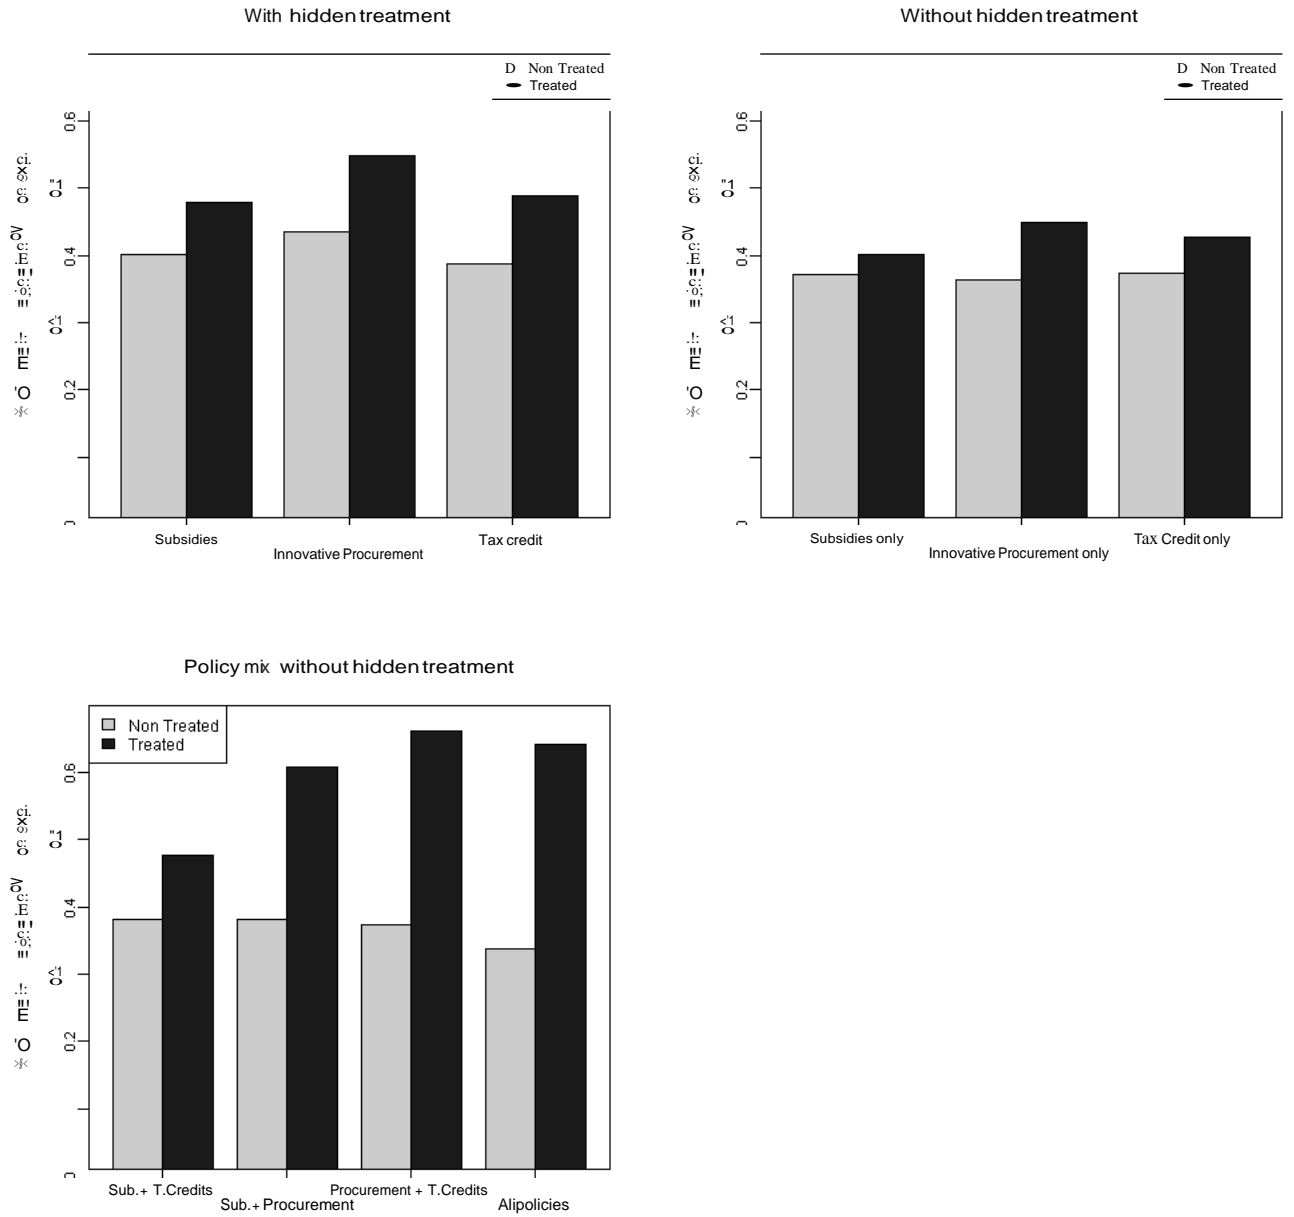 With hidden treatment
D Non Treated
Treated
0.6
0.4
0.2
Subsidies
Innovative Procurement
Tax credit
Without hidden treatment
D Non Treated
Treated
0.6
0.4
0.2
Subsidies only
Innovative Procurement only
Tax Credit only
Policy mix without hidden treatment
Non Treated
Treated
0.6
0.4
0.2
Sub.+ T.Credits
Sub.+ Procurement
Procurement + T.Credits
Alipolicies